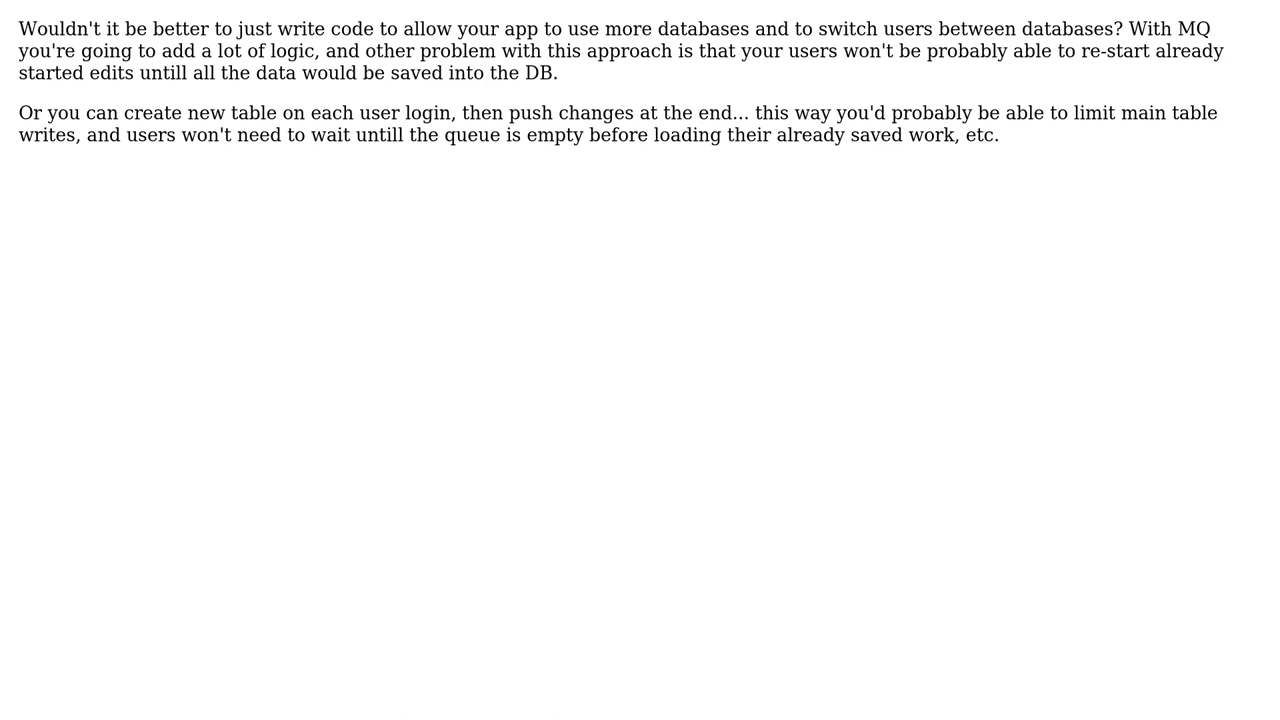 Wouldn't it be better to just write code to allow your app to use more databases and to switch users between databases? With MQ
you're going to add a lot of logic, and other problem with this approach is that your users won't be probably able to re-start already
started edits untill all the data would be saved into the DB.
Or you can create new table on each user login, then push changes at the end... this way you'd probably be able to limit main table
writes, and users won't need to wait untill the queue is empty before loading their already saved work, etc.